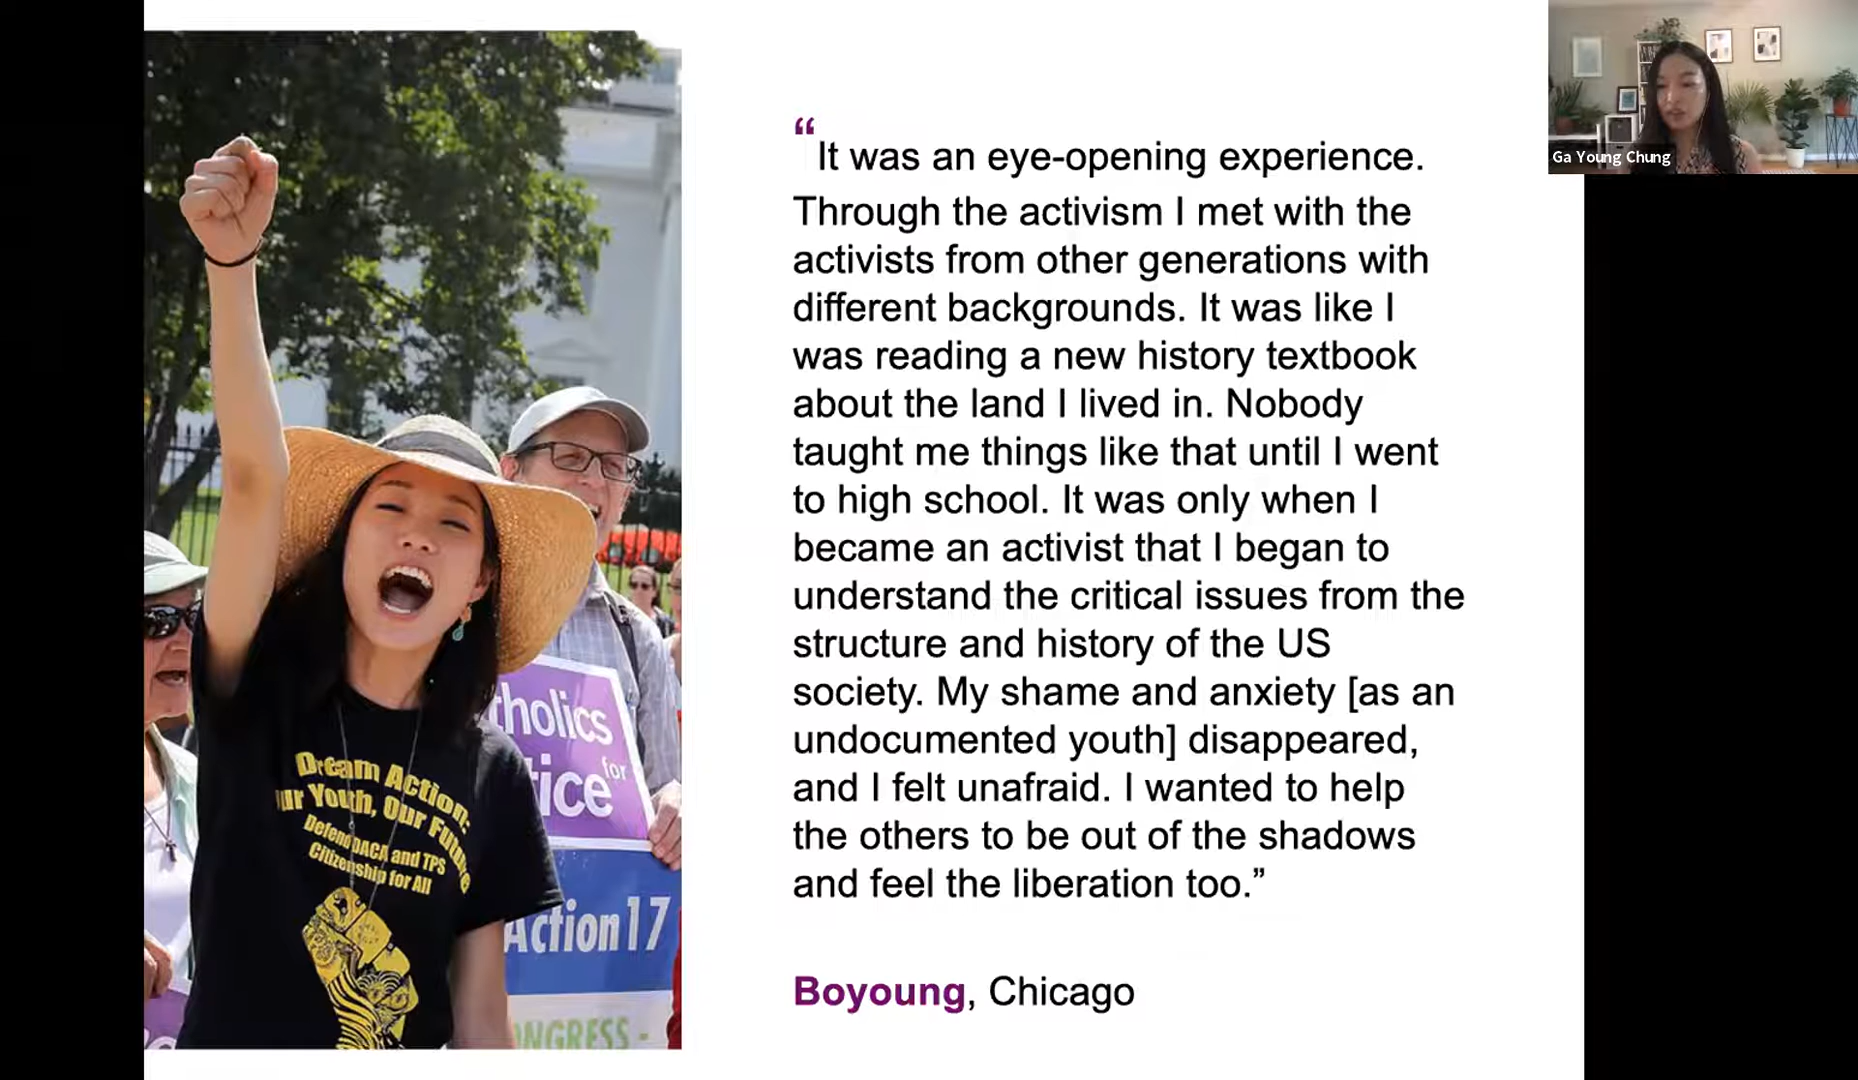 “It was an eye-opening experience.
Through the activism I met with the
activists from other generations with
different backgrounds. It was like I
was reading a new history textbook
about the land I lived in. Nobody
taught me things like that until I went
to high school. It was only when I
became an activist that I began to
understand the critical issues from the
structure and history of the US
society. My shame and anxiety [as an
undocumented youth] disappeared,
and I felt unafraid. I wanted to help
the others to be out of the shadows
and feel the liberation too.”
Boyoung, Chicago
Ga Young Chung
Dream Action:
ur Youth, Our Future
Defend DACA and TPS
Citizenship for All
tholics
for
tice
Action17
ONGRESS -